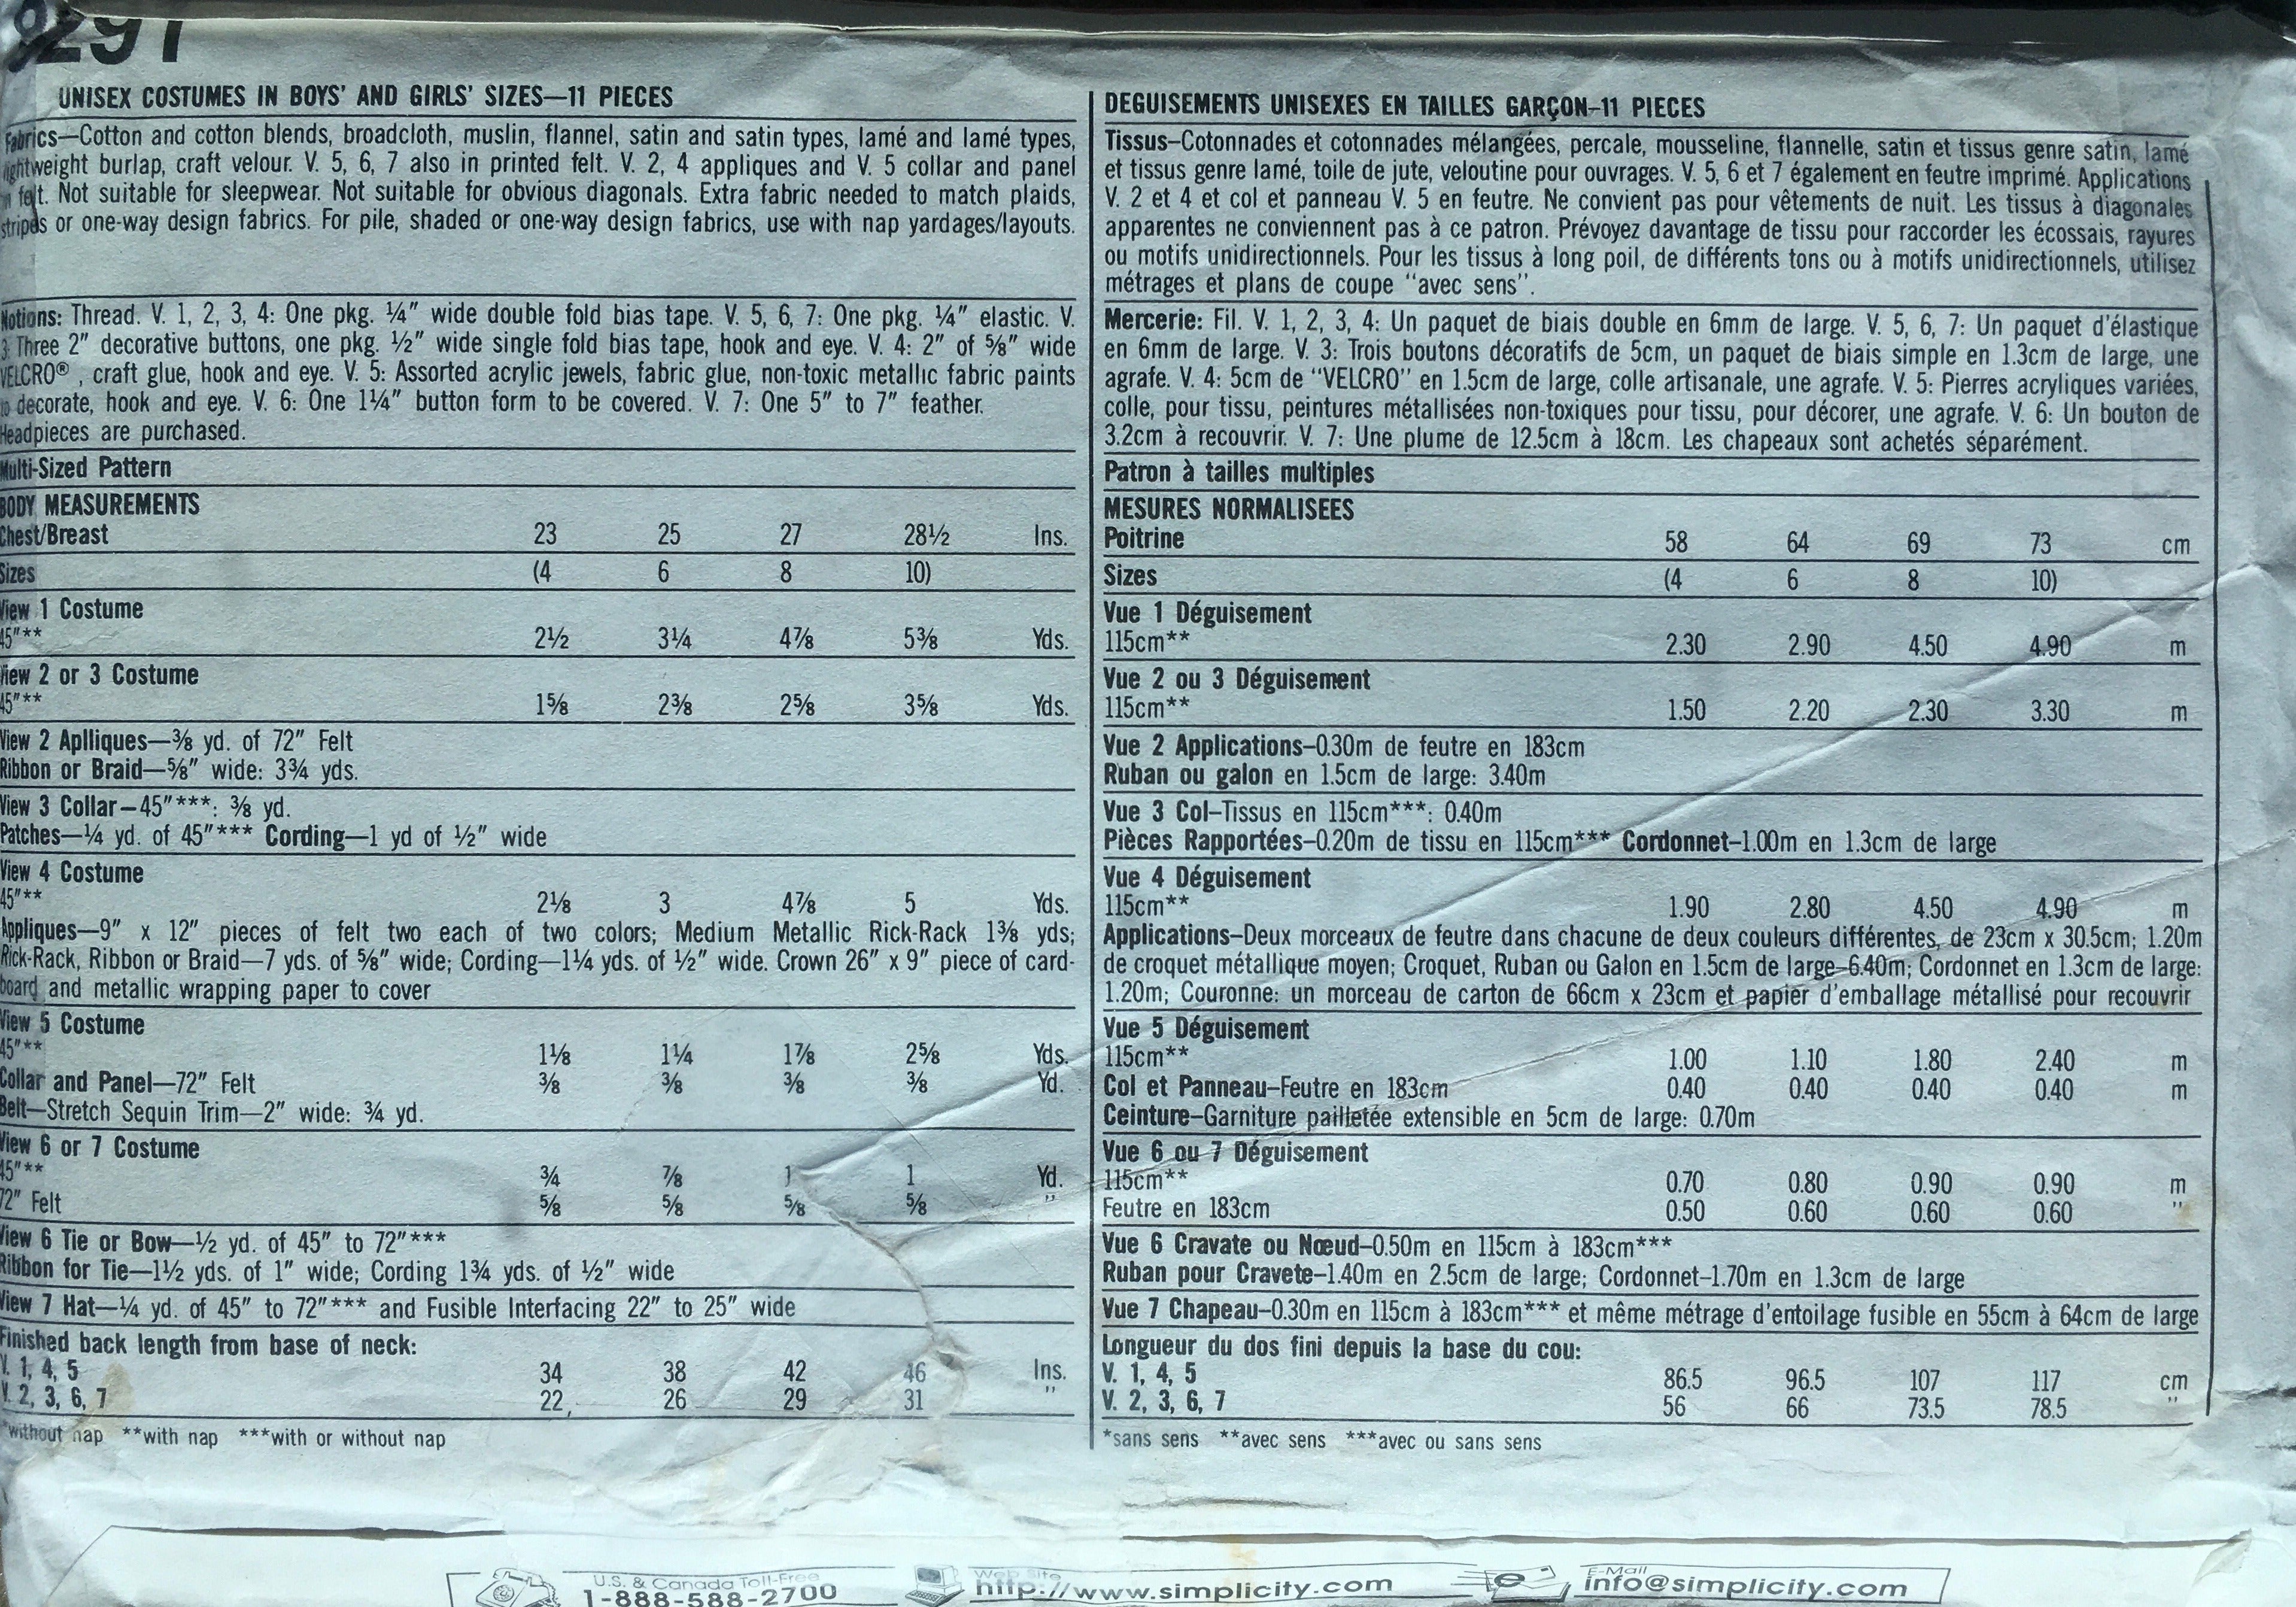 9291
UNISEX COSTUMES IN BOYS' AND GIRLS' SIZES—11 PIECES
Fabrics—Cotton and cotton blends, broadcloth, muslin, flannel, satin and satin types, lamé and lamé types,
lightweight burlap, craft velour. V. 5, 6, 7 also in printed felt. V. 2, 4 appliques and V. 5 collar and panel
in felt. Not suitable for sleepwear. Not suitable for obvious diagonals. Extra fabric needed to match plaids,
stripes or one-way design fabrics. For pile, shaded or one-way design fabrics, use with nap yardages/layouts.
Notions: Thread. V. 1, 2, 3, 4: One pkg. ¼" wide double fold bias tape. V. 5, 6, 7: One pkg. ¼" elastic. V.
3: Three 2" decorative buttons, one pkg. ½" wide single fold bias tape, hook and eye. V. 4: 2" of ⅝" wide
VELCRO®, craft glue, hook and eye. V. 5: Assorted acrylic jewels, fabric glue, non-toxic metallic fabric paints
to decorate, hook and eye. V. 6: One 1¼" button form to be covered. V. 7: One 5" to 7" feather.
Headpieces are purchased.
Multi-Sized Pattern
BODY MEASUREMENTS
Chest/Breast 23 25 27 28½ Ins.
Sizes (4 6 8 10)
View 1 Costume
45"** 2½ 3¼ 4⅞ 5⅜ Yds.
View 2 or 3 Costume
45"** 1⅝ 2⅜ 2⅝ 3⅝ Yds.
View 2 Aplliques—⅜ yd. of 72" Felt
Ribbon or Braid—⅝" wide: 3¾ yds.
View 3 Collar—45"***: ⅜ yd.
Patches—¼ yd. of 45"*** Cording—1 yd of ½" wide
View 4 Costume
45"** 2⅛ 3 4⅞ 5 Yds.
Appliques—9" x 12" pieces of felt two each of two colors; Medium Metallic Rick-Rack 1⅜ yds;
Rick-Rack, Ribbon or Braid—7 yds. of ⅝" wide; Cording—1¼ yds. of ½" wide. Crown 26" x 9" piece of card-
board and metallic wrapping paper to cover
View 5 Costume
45"** 1⅛ 1¼ 1⅞ 2⅝ Yds.
Collar and Panel—72" Felt ⅜ ⅜ ⅜ ⅜ Yd.
Belt—Stretch Sequin Trim—2" wide: ¾ yd.
View 6 or 7 Costume
45"** ¾ ⅞ 1 1 Yd.
72" Felt ⅝ ⅝ ⅝ ⅝ "
View 6 Tie or Bow—½ yd. of 45" to 72"***
Ribbon for Tie—1½ yds. of 1" wide; Cording 1¾ yds. of ½" wide
View 7 Hat—¼ yd. of 45" to 72"*** and Fusible Interfacing 22" to 25" wide
Finished back length from base of neck:
V. 1, 4, 5 34 38 42 46 Ins.
V. 2, 3, 6, 7 22 26 29 31 "
*without nap **with nap ***with or without nap
DEGUISEMENTS UNISEXES EN TAILLES GARÇON-11 PIECES
Tissus-Cotonnades et cotonnades mélangées, percale, mousseline, flannelle, satin et tissus genre satin, lamé
et tissus genre lamé, toile de jute, veloutine pour ouvrages. V. 5, 6 et 7 également en feutre imprimé. Applications
V. 2 et 4 et col et panneau V. 5 en feutre. Ne convient pas pour vêtements de nuit. Les tissus à diagonales
apparentes ne conviennent pas à ce patron. Prévoyez davantage de tissu pour raccorder les écossais, rayures
ou motifs unidirectionnels. Pour les tissus à long poil, de différents tons ou à motifs unidirectionnels, utilisez
métrages et plans de coupe "avec sens".
Mercerie: Fil. V. 1, 2, 3, 4: Un paquet de biais double en 6mm de large. V. 5, 6, 7: Un paquet d'élastique
en 6mm de large. V. 3: Trois boutons décoratifs de 5cm, un paquet de biais simple en 1.3cm de large, une
agrafe. V. 4: 5cm de "VELCRO" en 1.5cm de large, colle artisanale, une agrafe. V. 5: Pierres acryliques variées,
colle, pour tissu, peintures métallisées non-toxiques pour tissu, pour décorer, une agrafe. V. 6: Un bouton de
3.2cm à recouvrir. V. 7: Une plume de 12.5cm à 18cm. Les chapeaux sont achetés séparément.
Patron à tailles multiples
MESURES NORMALISEES
Poitrine 58 64 69 73 cm
Sizes (4 6 8 10)
Vue 1 Déguisement
115cm** 2.30 2.90 4.50 4.90 m
Vue 2 ou 3 Déguisement
115cm** 1.50 2.20 2.30 3.30 m
Vue 2 Applications-0.30m de feutre en 183cm
Ruban ou galon en 1.5cm de large: 3.40m
Vue 3 Col-Tissus en 115cm***: 0.40m
Pièces Rapportées-0.20m de tissu en 115cm*** Cordonnet-1.00m en 1.3cm de large
Vue 4 Déguisement
115cm** 1.90 2.80 4.50 4.90 m
Applications-Deux morceaux de feutre dans chacune de deux couleurs différentes, de 23cm x 30.5cm; 1.20m
de croquet métallique moyen; Croquet, Ruban ou Galon en 1.5cm de large-6.40m; Cordonnet en 1.3cm de large:
1.20m; Couronne: un morceau de carton de 66cm x 23cm et papier d'emballage métallisé pour recouvrir
Vue 5 Déguisement
115cm** 1.00 1.10 1.80 2.40 m
Col et Panneau-Feutre en 183cm 0.40 0.40 0.40 0.40 m
Ceinture-Garniture pailletée extensible en 5cm de large: 0.70m
Vue 6 ou 7 Déguisement
115cm** 0.70 0.80 0.90 0.90 m
Feutre en 183cm 0.50 0.60 0.60 0.60 "
Vue 6 Cravate ou Nœud-0.50m en 115cm à 183cm***
Ruban pour Cravete-1.40m en 2.5cm de large; Cordonnet-1.70m en 1.3cm de large
Vue 7 Chapeau-0.30m en 115cm à 183cm*** et même métrage d'entoilage fusible en 55cm à 64cm de large
Longueur du dos fini depuis la base du cou:
V. 1, 4, 5 86.5 96.5 107 117 cm
V. 2, 3, 6, 7 56 66 73.5 78.5 "
*sans sens **avec sens ***avec ou sans sens
U.S. & Canada Toll-Free
1-888-588-2700
Web Site
http://www.simplicity.com
E-Mail
info@simplicity.com